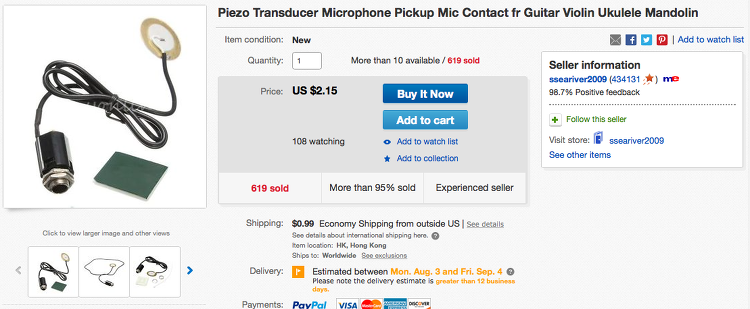 Piezo Transducer Microphone Pickup Mic Contact fr Guitar Violin Ukulele Mandolin
Item condition: New
| Add to watch list
Quantity: 1 More than 10 available / 619 sold
Price: US $2.15
Buy It Now
Add to cart
108 watching
Add to watch list
Add to collection
619 sold More than 95% sold Experienced seller
Seller information
sseariver2009 (434131 ) me
98.7% Positive feedback
Follow this seller
Visit store: sseariver2009
See other items
Click to view larger image and other views
Shipping: $0.99 Economy Shipping from outside US | See details
See details about international shipping here.
Item location: HK, Hong Kong
Ships to: Worldwide See exclusions
Delivery: Estimated between Mon. Aug. 3 and Fri. Sep. 4
Please note the delivery estimate is greater than 12 business
days.
Payments: PayPal VISA MasterCard AMERICAN EXPRESS DISCOVER